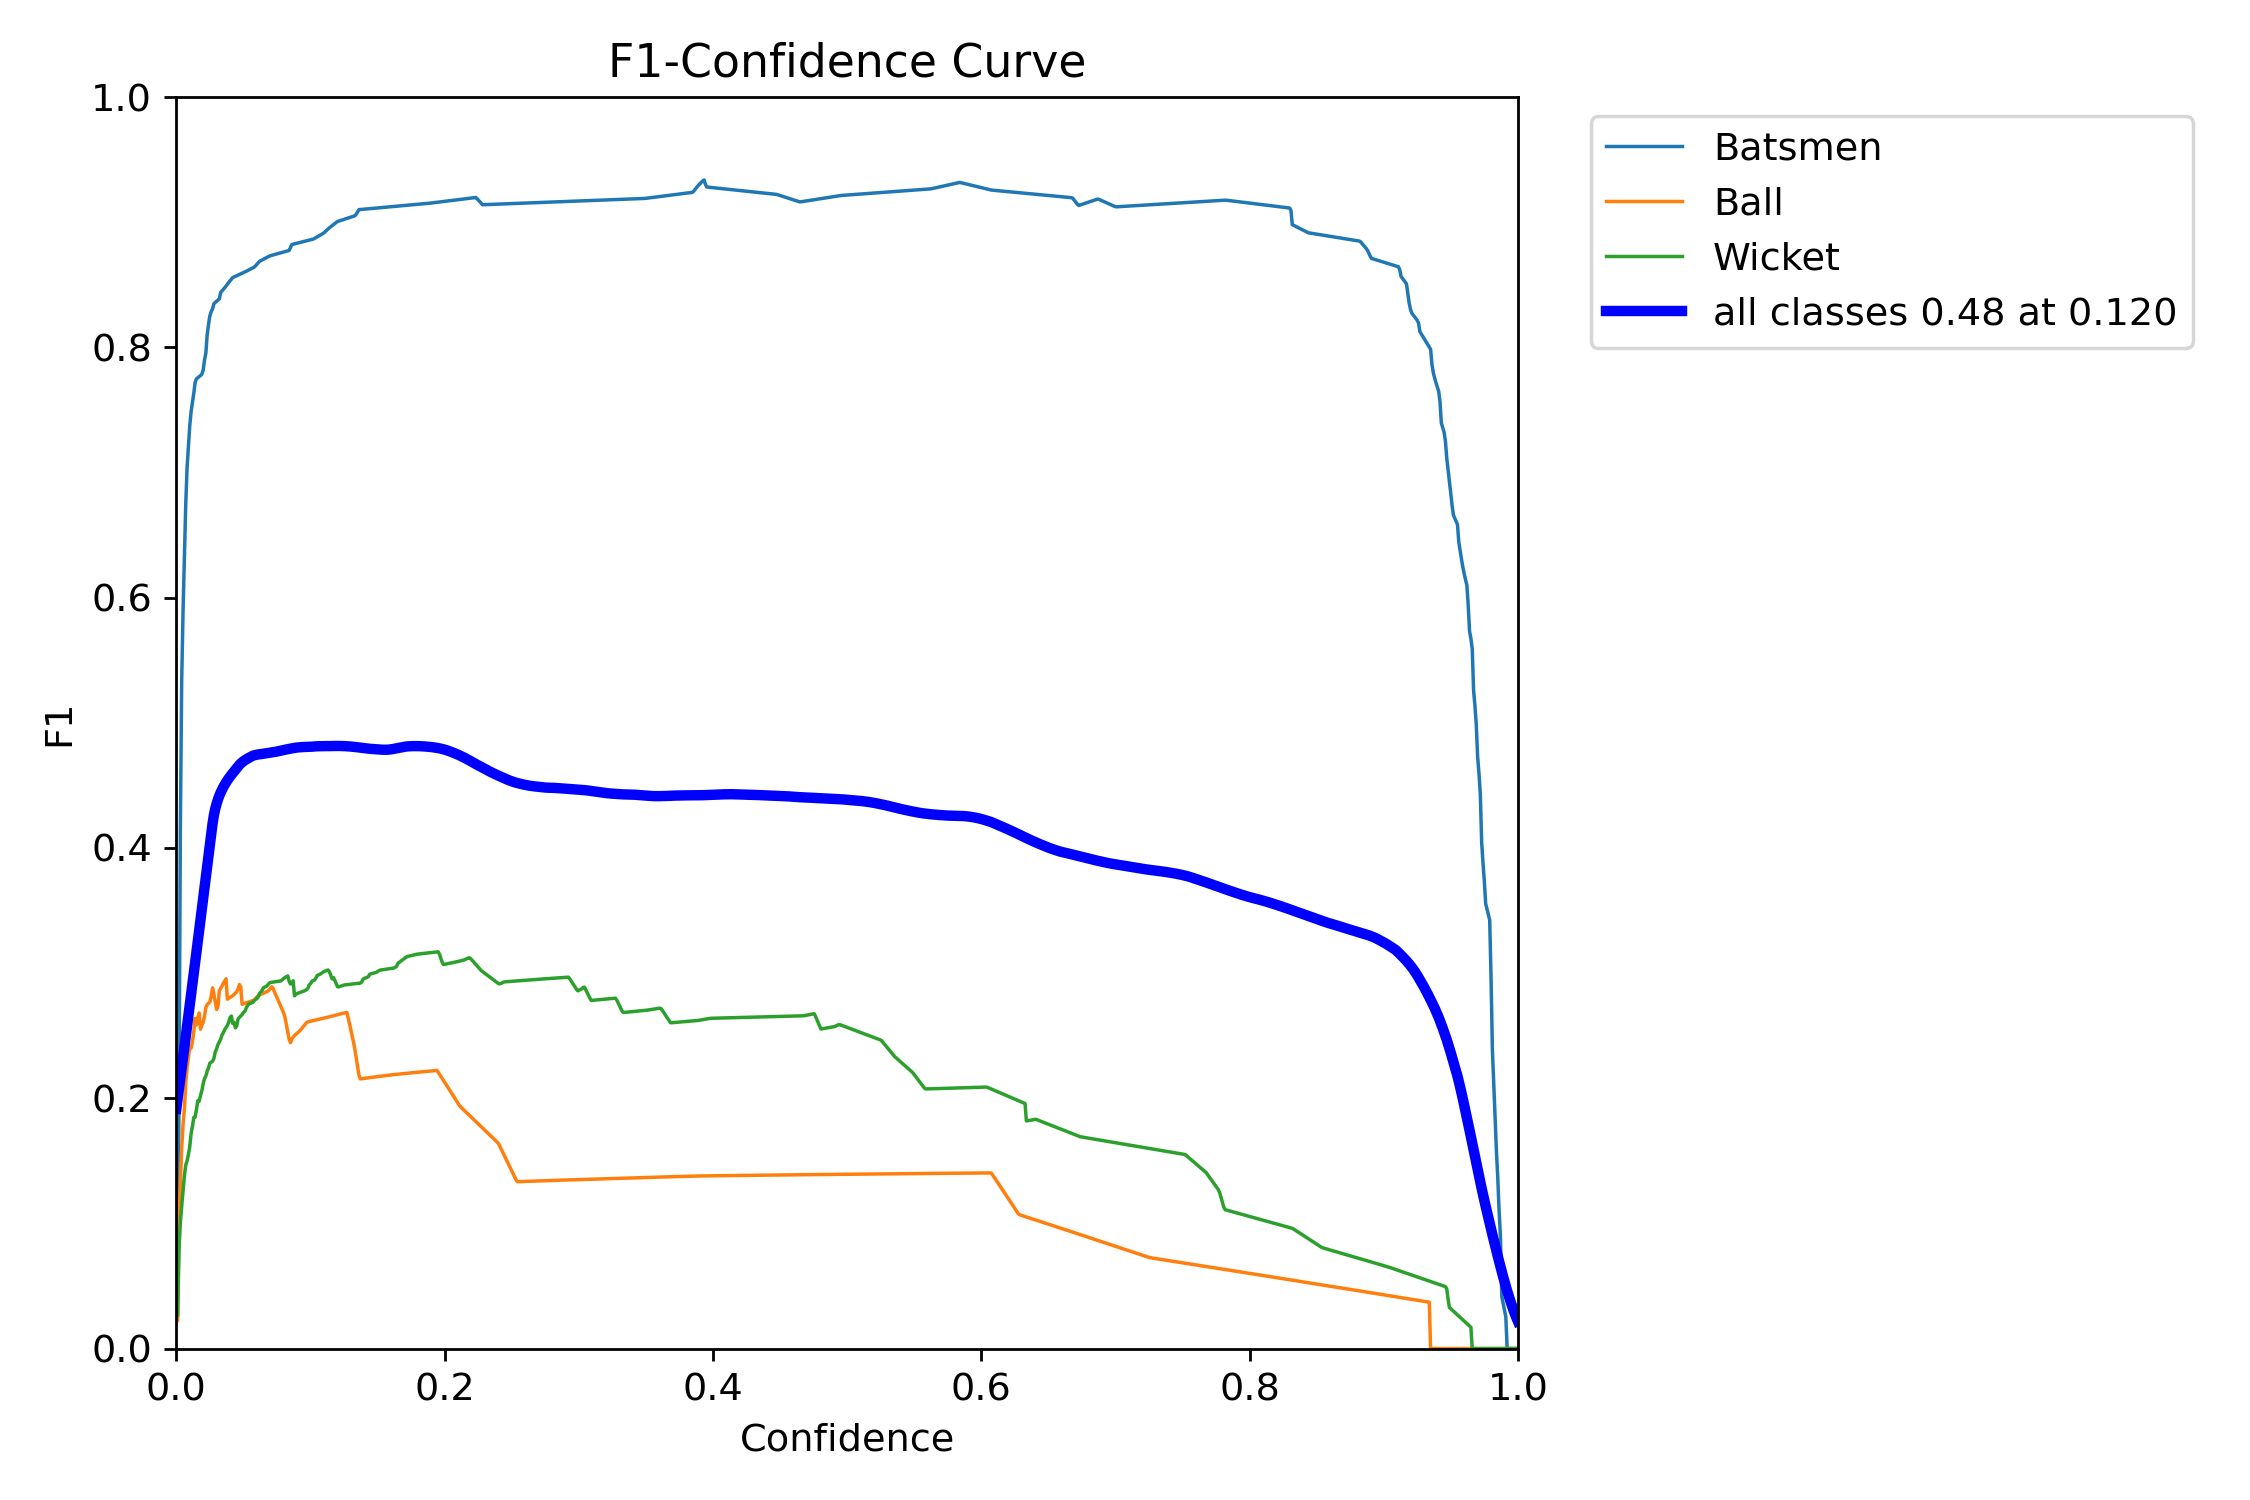 F1-Confidence Curve
1.0
0.8
0.6
0.4
0.2
0.0
F1
0.0 0.2 0.4 0.6 0.8 1.0
Confidence
Batsmen
Ball
Wicket
all classes 0.48 at 0.120